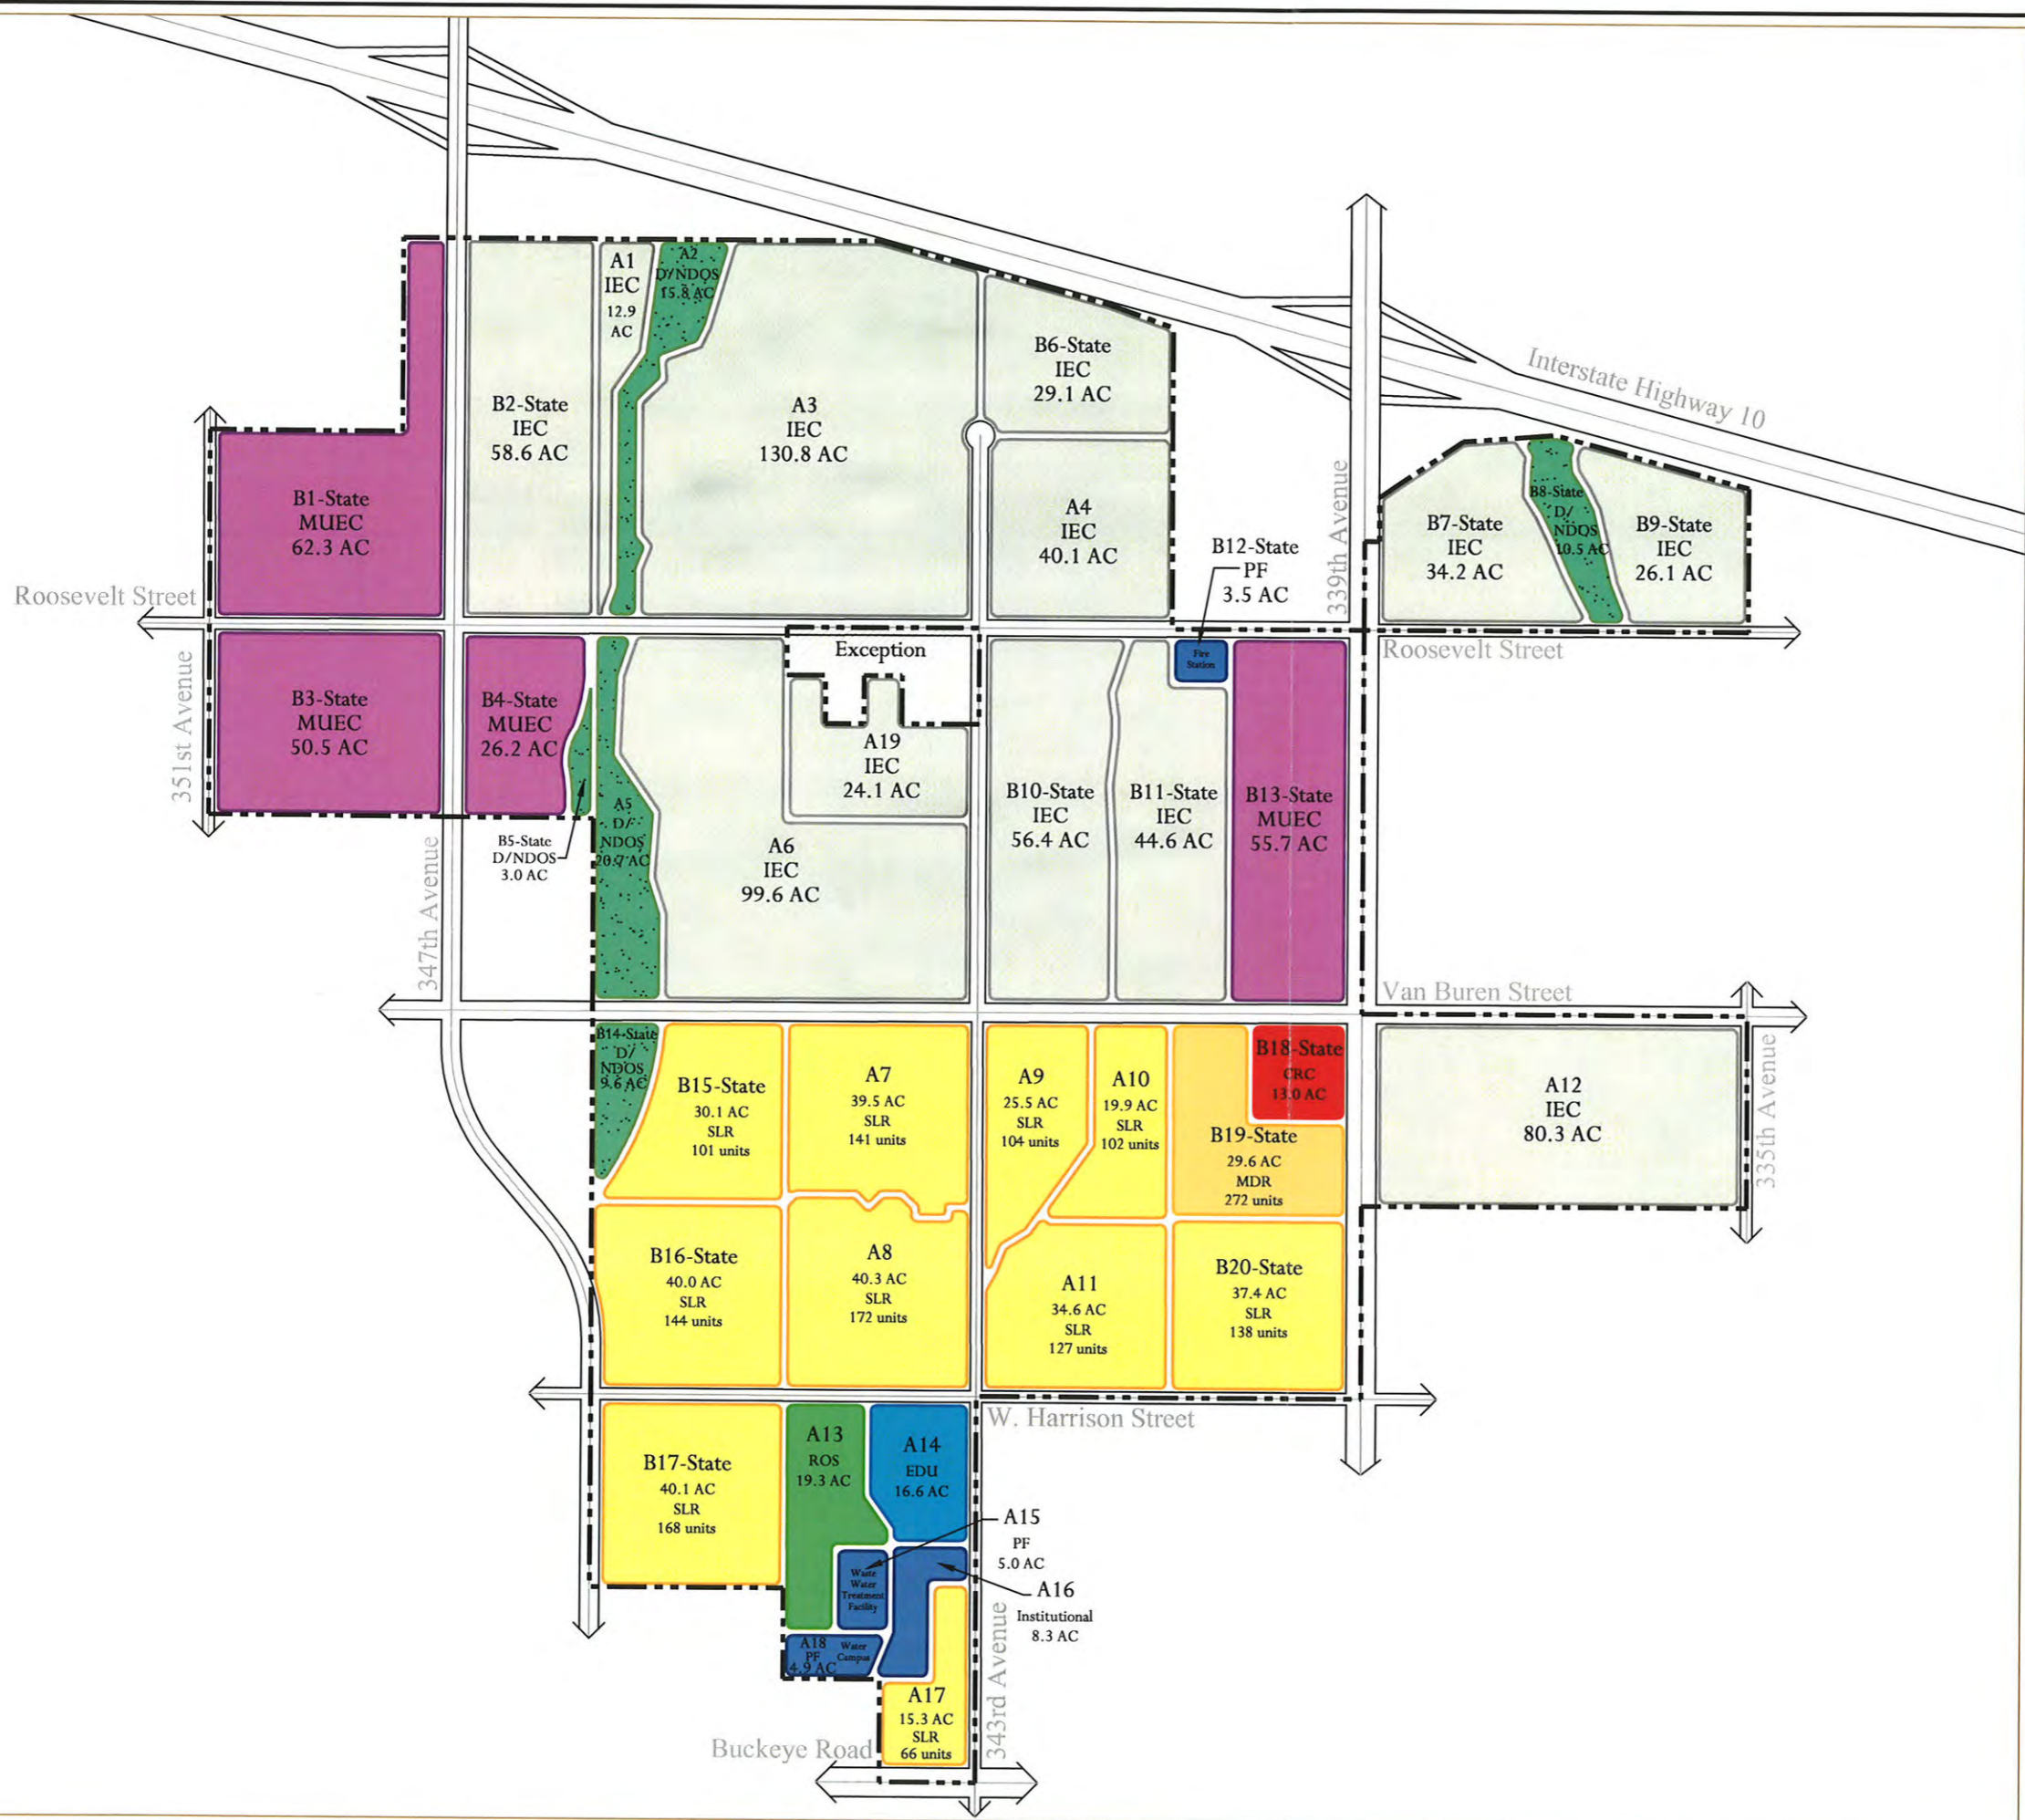 Interstate Highway 10
A1
IEC
12.9
AC
A2
D/NDOS
15.8 AC
B2-State
IEC
58.6 AC
A3
IEC
130.8 AC
B6-State
IEC
29.1 AC
A4
IEC
40.1 AC
B1-State
MUEC
62.3 AC
B7-State
IEC
34.2 AC
B8-State
D/
NDOS
10.5 AC
B9-State
IEC
26.1 AC
339th Avenue
B12-State
PF
3.5 AC
Roosevelt Street
Roosevelt Street
351st Avenue
B3-State
MUEC
50.5 AC
B4-State
MUEC
26.2 AC
B5-State
D/NDOS
3.0 AC
A5
D/
NDOS
20.7 AC
Exception
A19
IEC
24.1 AC
A6
IEC
99.6 AC
Fire
Station
B10-State
IEC
56.4 AC
B11-State
IEC
44.6 AC
B13-State
MUEC
55.7 AC
347th Avenue
Van Buren Street
B14-State
D/
NDOS
9.6 AC
B15-State
30.1 AC
SLR
101 units
A7
39.5 AC
SLR
141 units
A9
25.5 AC
SLR
104 units
A10
19.9 AC
SLR
102 units
B18-State
CRC
13.0 AC
B19-State
29.6 AC
MDR
272 units
A12
IEC
80.3 AC
335th Avenue
B16-State
40.0 AC
SLR
144 units
A8
40.3 AC
SLR
172 units
A11
34.6 AC
SLR
127 units
B20-State
37.4 AC
SLR
138 units
W. Harrison Street
B17-State
40.1 AC
SLR
168 units
A13
ROS
19.3 AC
A14
EDU
16.6 AC
A15
PF
5.0 AC
Waste
Water
Treatment
Facility
A16
Institutional
8.3 AC
A18
PF
4.9 AC
Water
Campus
A17
15.3 AC
SLR
66 units
343rd Avenue
Buckeye Road